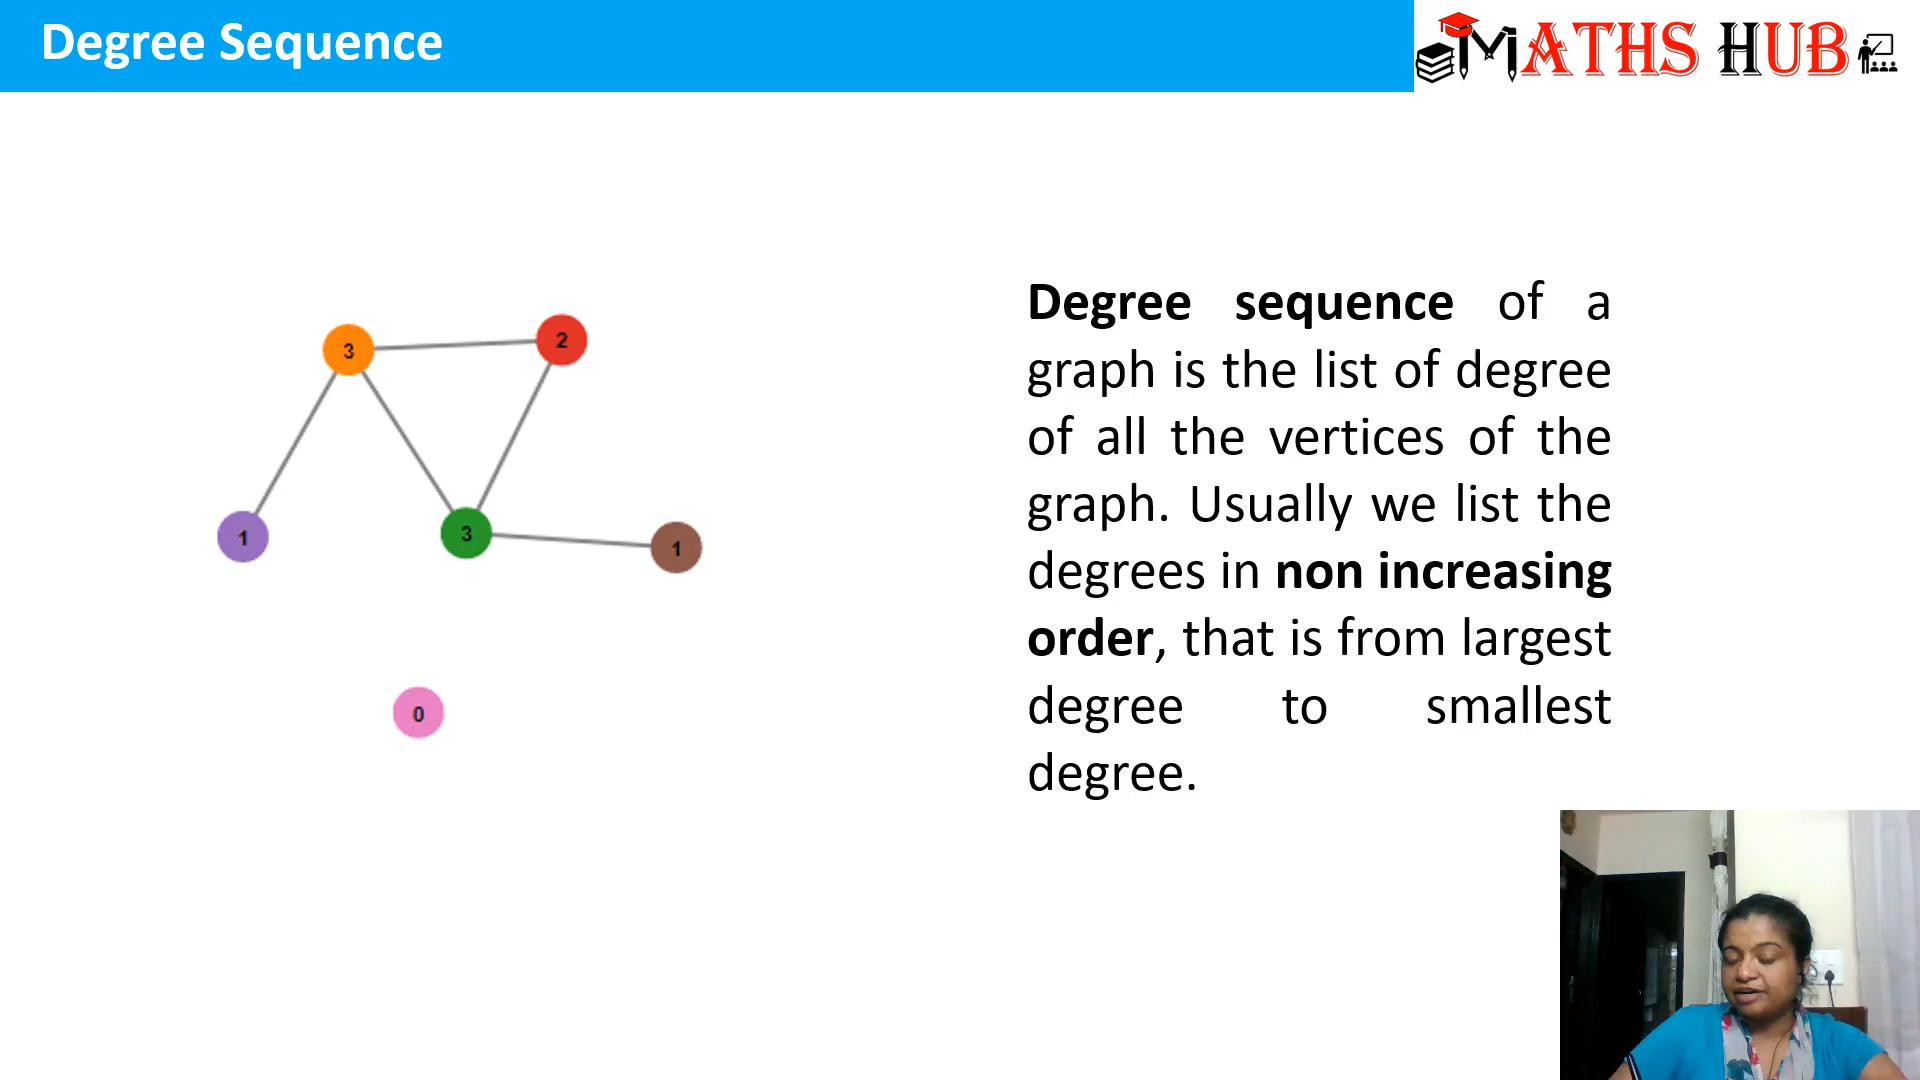 Degree Sequence
MATHS HUB
3
2
1
3
1
0
Degree sequence of a
graph is the list of degree
of all the vertices of the
graph. Usually we list the
degrees in non increasing
order, that is from largest
degree to smallest
degree.